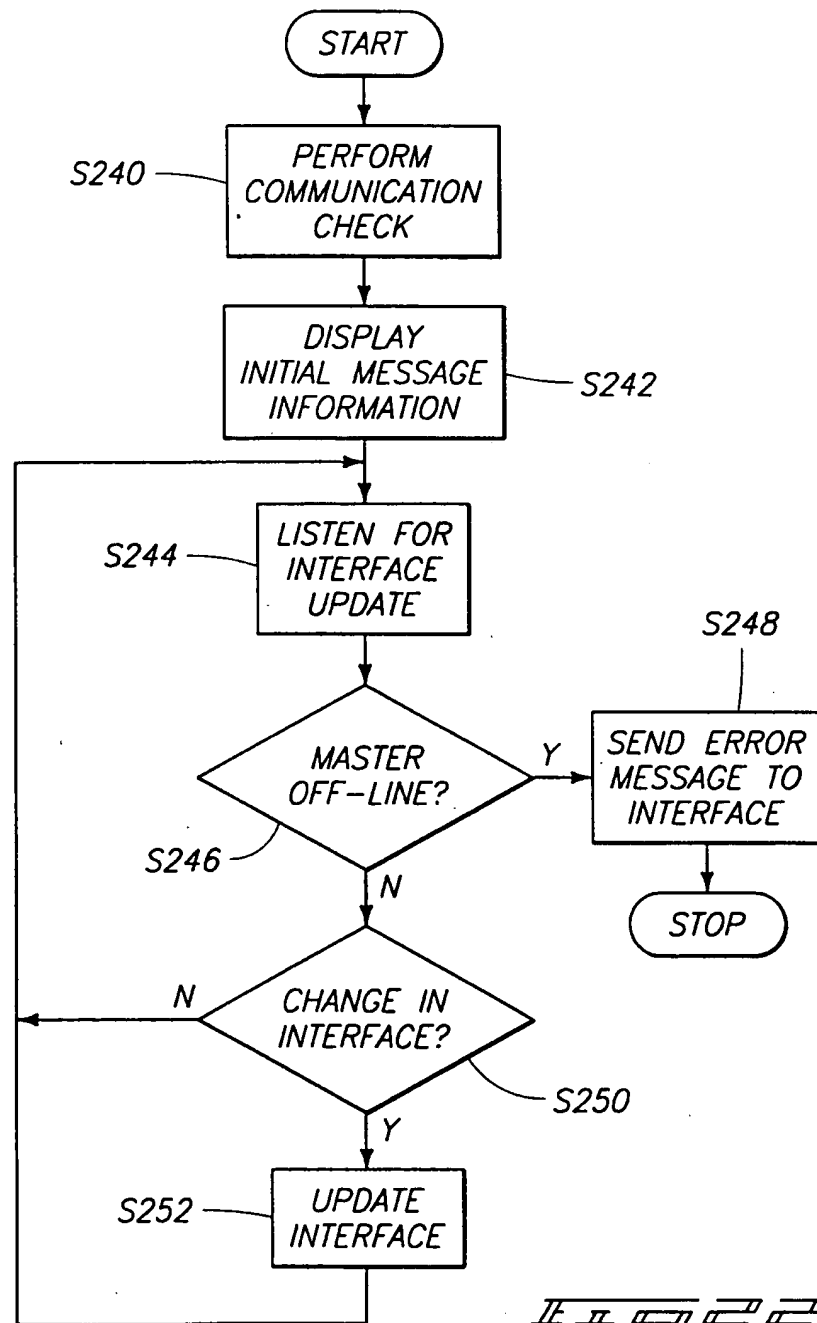 START
S240
PERFORM
COMMUNICATION
CHECK
DISPLAY
INITIAL MESSAGE
INFORMATION
S242
S244
LISTEN FOR
INTERFACE
UPDATE
S248
MASTER
OFF-LINE?
Y
SEND ERROR
MESSAGE TO
INTERFACE
S246
N
STOP
N
CHANGE IN
INTERFACE?
S250
Y
S252
UPDATE
INTERFACE